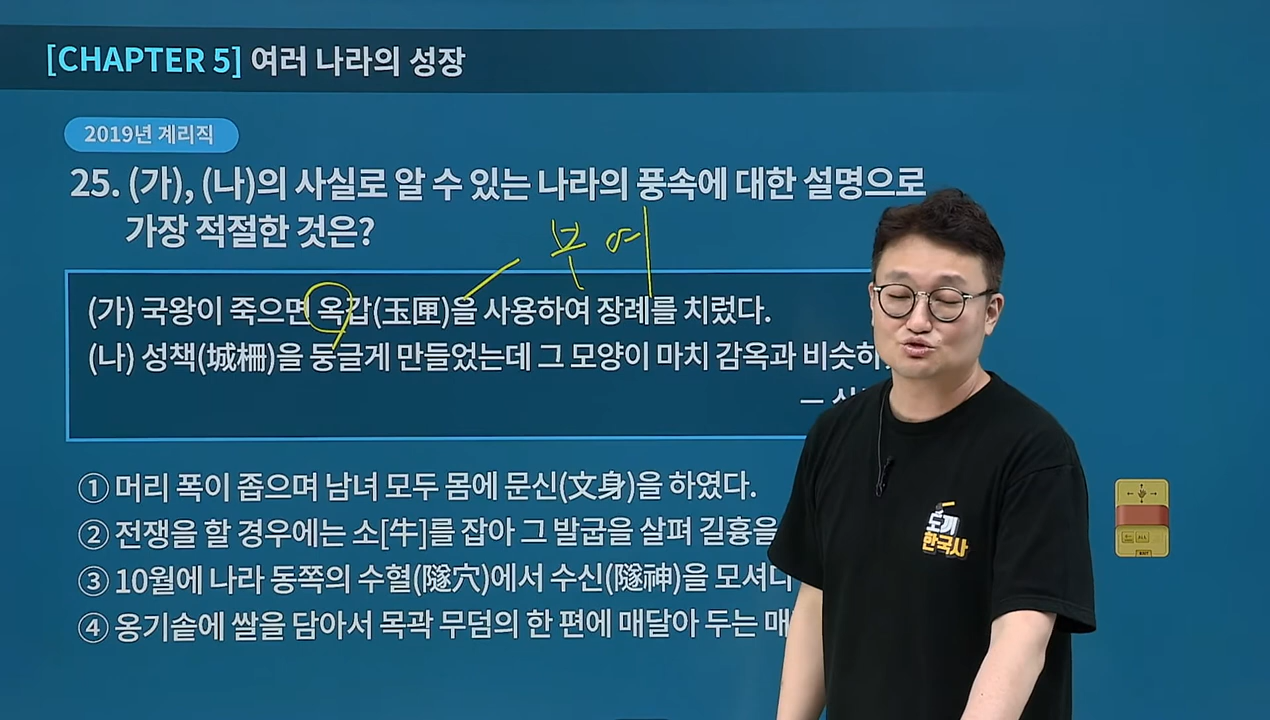 [CHAPTER 5] 여러 나라의 성장
2019년 계리직
25. (가), (나)의 사실로 알 수 있는 나라의 풍속에 대한 설명으로
가장 적절한 것은?
부여
(가) 국왕이 죽으면 옥갑(玉匣)을 사용하여 장례를 치렀다.
(나) 성책(城柵)을 둥글게 만들었는데 그 모양이 마치 감옥과
① 머리 폭이 좁으며 남녀 모두 몸에 문신(文身)을 하였다.
② 전쟁을 할 경우에는 소[牛]를 잡아 그 발굽을 살펴 길흉을
③ 10월에 나라 동쪽의 수혈(隧穴)에서 수신(隧神)을
④ 옹기솥에 쌀을 담아서 목곽 무덤의 한 편에 매달아 두는
도끼
한국사